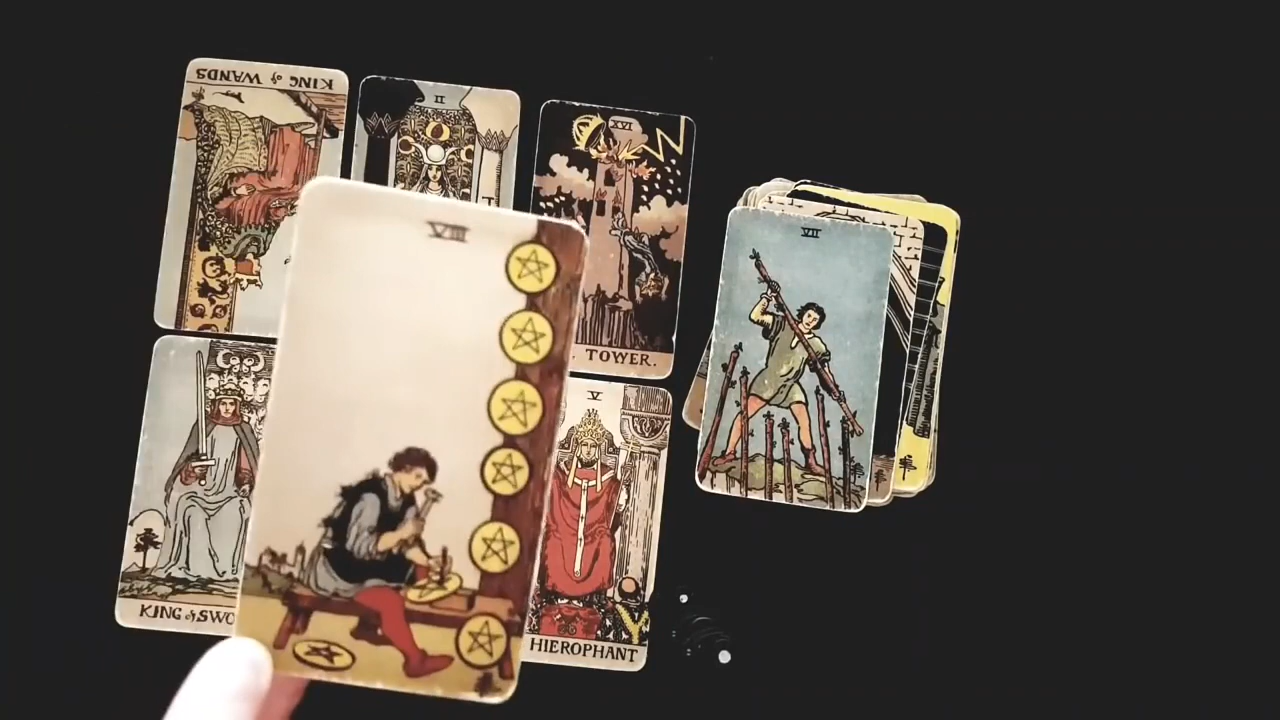 KING of WANDS
II
XVI
. TOWER.
VIII
VII
V
KING of SWO
HIEROPHANT